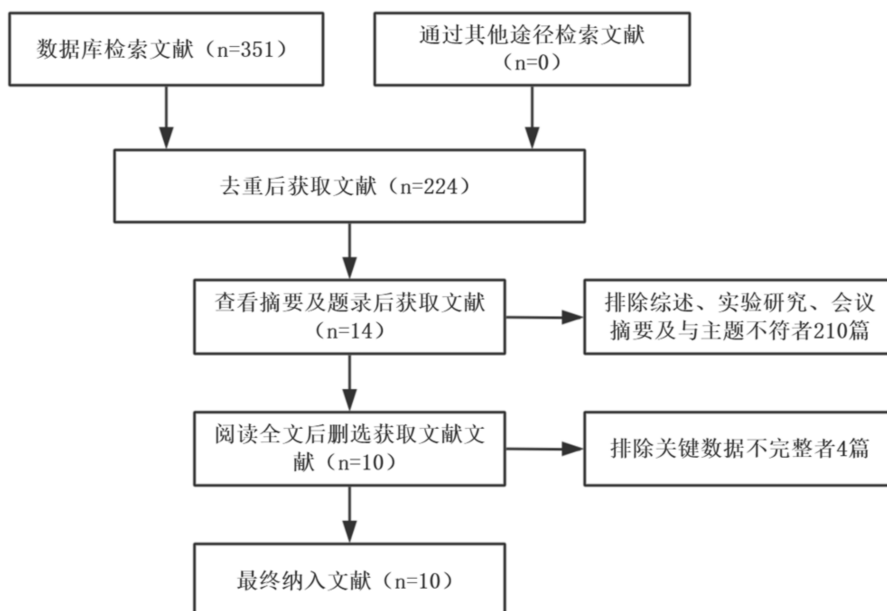 数据库检索文献（n=351）
通过其他途径检索文献
（n=0）
去重后获取文献（n=224）
查看摘要及题录后获取文献
（n=14）
排除综述、实验研究、会议
摘要及与主题不符者210篇
阅读全文后删选获取文献文
献（n=10）
排除关键数据不完整者4篇
最终纳入文献（n=10）